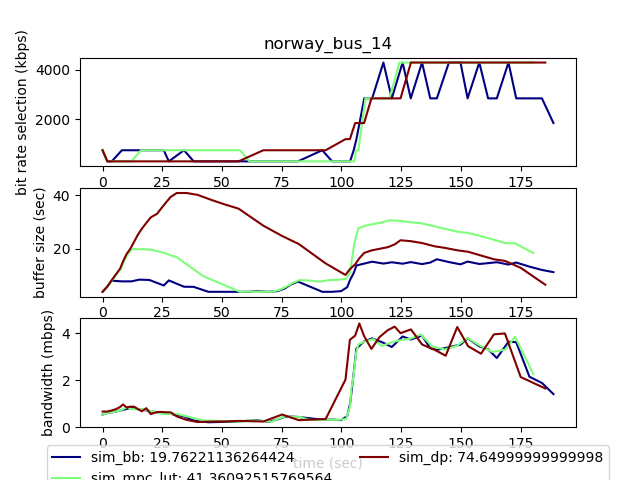 norway_bus_14
bit rate selection (kbps)
4000
2000
0 25 50 75 100 125 150 175
buffer size (sec)
40
20
0 25 50 75 100 125 150 175
bandwidth (mbps)
4
2
0
0 25 50 75 100 125 150 175
time (sec)
sim_bb: 19.76221136264424
sim_dp: 74.64999999999998
sim_mpc_lut: 41.36092515769564